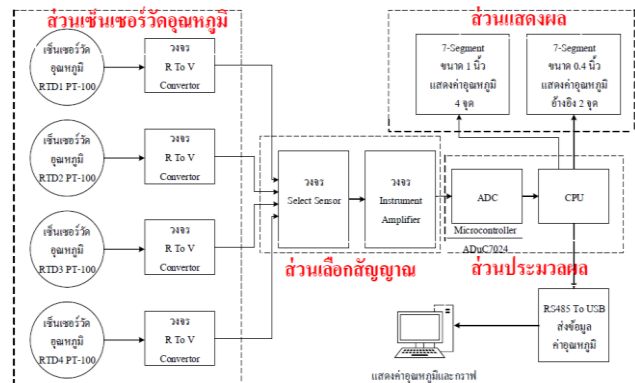 ส่วนเซ็นเซอร์วัดอุณหภูมิ
เซ็นเซอร์วัด
อุณหภูมิ
RTD1 PT-100
วงจร
R To V
Convertor
เซ็นเซอร์วัด
อุณหภูมิ
RTD2 PT-100
วงจร
R To V
Convertor
เซ็นเซอร์วัด
อุณหภูมิ
RTD3 PT-100
วงจร
R To V
Convertor
เซ็นเซอร์วัด
อุณหภูมิ
RTD4 PT-100
วงจร
R To V
Convertor
วงจร
Select Sensor
วงจร
Instrument
Amplifier
ส่วนเลือกสัญญาณ
ส่วนแสดงผล
7-Segment
ขนาด 1 นิ้ว
แสดงค่าอุณหภูมิ
4 จุด
7-Segment
ขนาด 0.4 นิ้ว
แสดงค่าอุณหภูมิ
อ้างอิง 2 จุด
ADC
CPU
Microcontroller
ADuC7024
ส่วนประมวลผล
RS485 To USB
ส่งข้อมูล
ค่าอุณหภูมิ
แสดงค่าอุณหภูมิและกราฟ